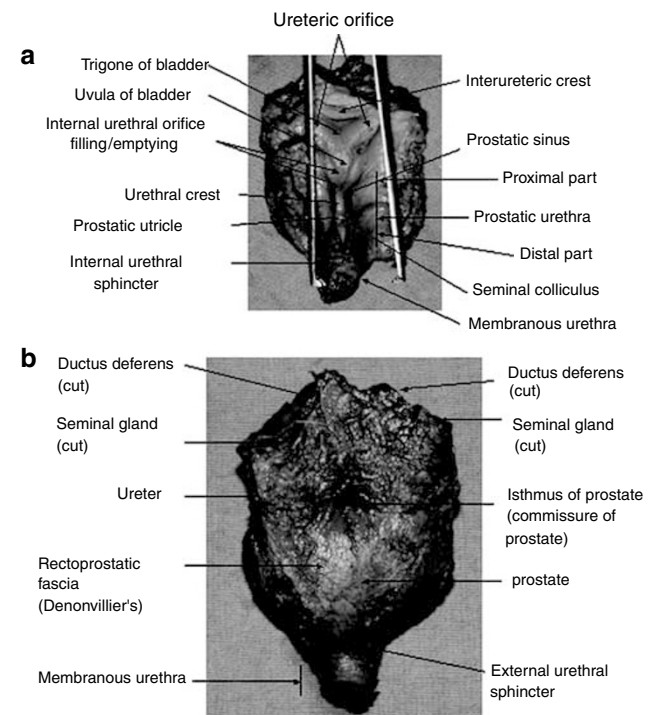 Ureteric orifice
a
Trigone of bladder
Uvula of bladder
Internal urethral orifice
filling/emptying
Urethral crest
Prostatic utricle
Internal urethral
sphincter
Interureteric crest
Prostatic sinus
Proximal part
Prostatic urethra
Distal part
Seminal colliculus
Membranous urethra
b
Ductus deferens
(cut)
Seminal gland
(cut)
Ureter
Rectoprostatic
fascia
(Denonvillier's)
Membranous urethra
Ductus deferens
(cut)
Seminal gland
(cut)
Isthmus of prostate
(commissure of
prostate)
prostate
External urethral
sphincter